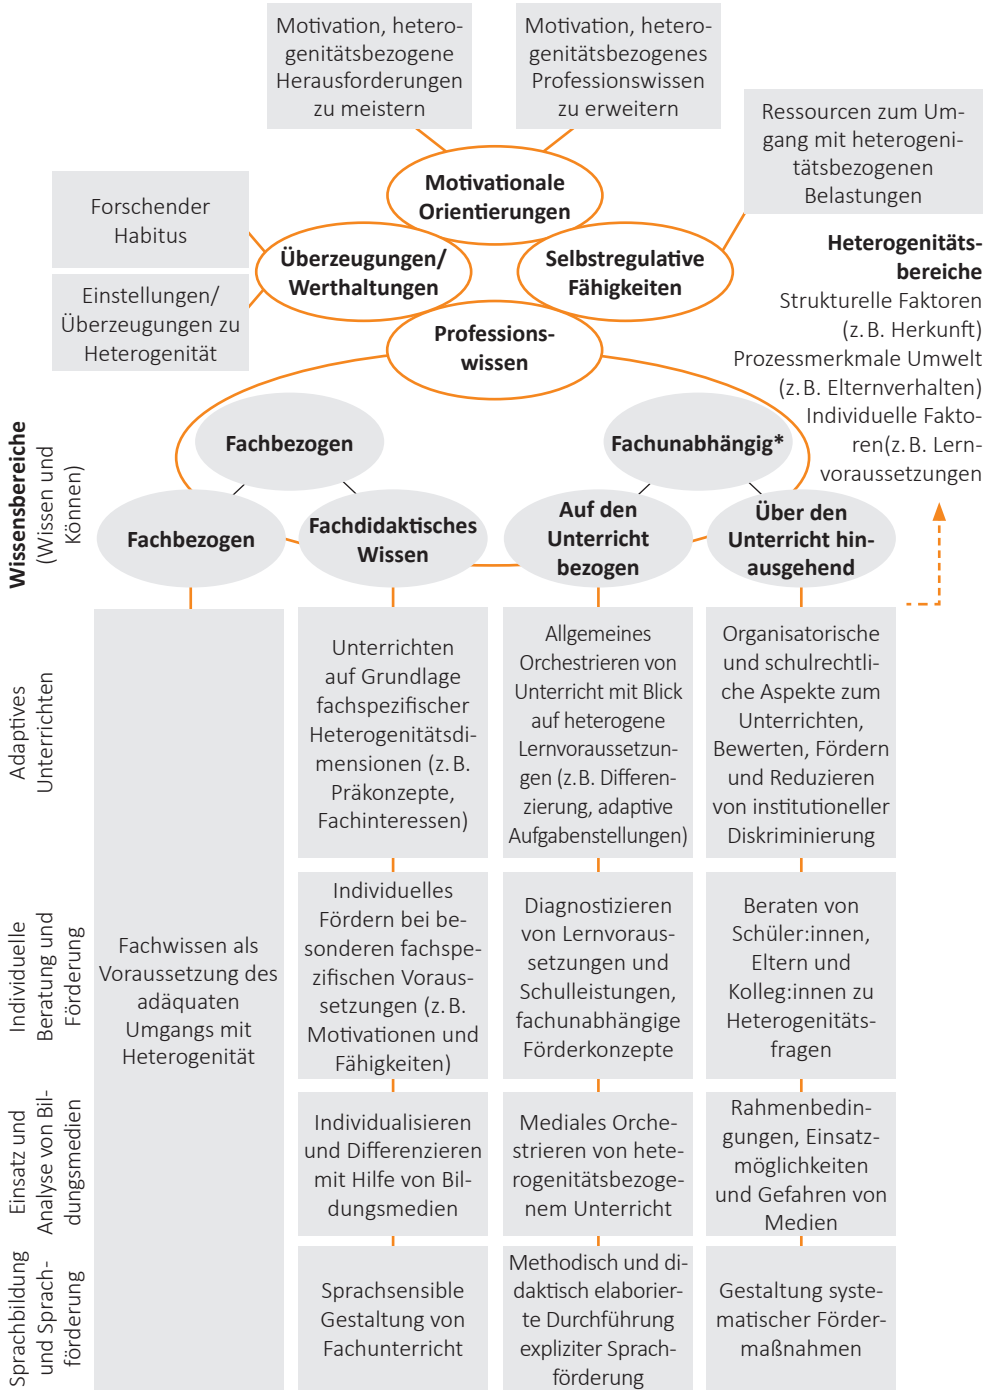 Motivation, hetero-
genitätsbezogene
Herausforderungen
zu meistern
Motivation, heterogenitätsbezogenes
Professionswissen
zu erweitern
Ressourcen zum Um-
gang mit heterogeni-
tätsbezogenen
Belastungen
Motivationale
Orientierungen
Forschender
Habitus
Überzeugungen/
Werthaltungen
Selbstregulative
Fähigkeiten
Einstellungen/
Überzeugungen zu
Heterogenität
Professions-
wissen
Heterogenitäts-
bereiche
Strukturelle Faktoren
(z. B. Herkunft)
Prozessmerkmale Umwelt
(z. B. Elternverhalten)
Individuelle Fakto-
ren(z. B. Lern-
voraussetzungen
Wissensbereiche
(Wissen und
Können)
Fachbezogen
Fachunabhängig*
Fachbezogen
Fachdidaktisches
Wissen
Auf den
Unterricht
bezogen
Über den
Unterricht hin-
ausgehend
Adaptives
Unterrichten
Fachwissen als
Voraussetzung des
adäquaten
Umgangs mit
Heterogenität
Unterrichten
auf Grundlage
fachspezifischer
Heterogenitätsdi-
mensionen (z. B.
Präkonzepte,
Fachinteressen)
Allgemeines
Orchestrieren von
Unterricht mit Blick
auf heterogene
Lernvoraussetzun-
gen (z. B. Differen-
zierung, adaptive
Aufgabenstellungen)
Organisatorische
und schulrechtli-
che Aspekte zum
Unterrichten,
Bewerten, Fördern
und Reduzieren
von institutioneller
Diskriminierung
Individuelle
Beratung und
Förderung
Individuelles
Fördern bei be-
sonderen fachspe-
zifischen Voraus-
setzungen (z. B.
Motivationen und
Fähigkeiten)
Diagnostizieren
von Lernvoraus-
setzungen und
Schulleistungen,
fachunabhängige
Förderkonzepte
Beraten von
Schüler:innen,
Eltern und
Kolleg:innen zu
Heterogenitäts-
fragen
Einsatz und
Analyse von Bil-
dungsmedien
Individualisieren
und Differenzieren
mit Hilfe von Bil-
dungsmedien
Mediales Orche-
strieren von hete-
rogenitätsbezoge-
nem Unterricht
Rahmenbedin-
gungen, Einsatz-
möglichkeiten
und Gefahren von
Medien
Sprachbildung
und Sprach-
förderung
Sprachsensible
Gestaltung von
Fachunterricht
Methodisch und di-
daktisch elaborier-
te Durchführung
expliziter Sprach-
förderung
Gestaltung syste-
matischer Förder-
maßnahmen